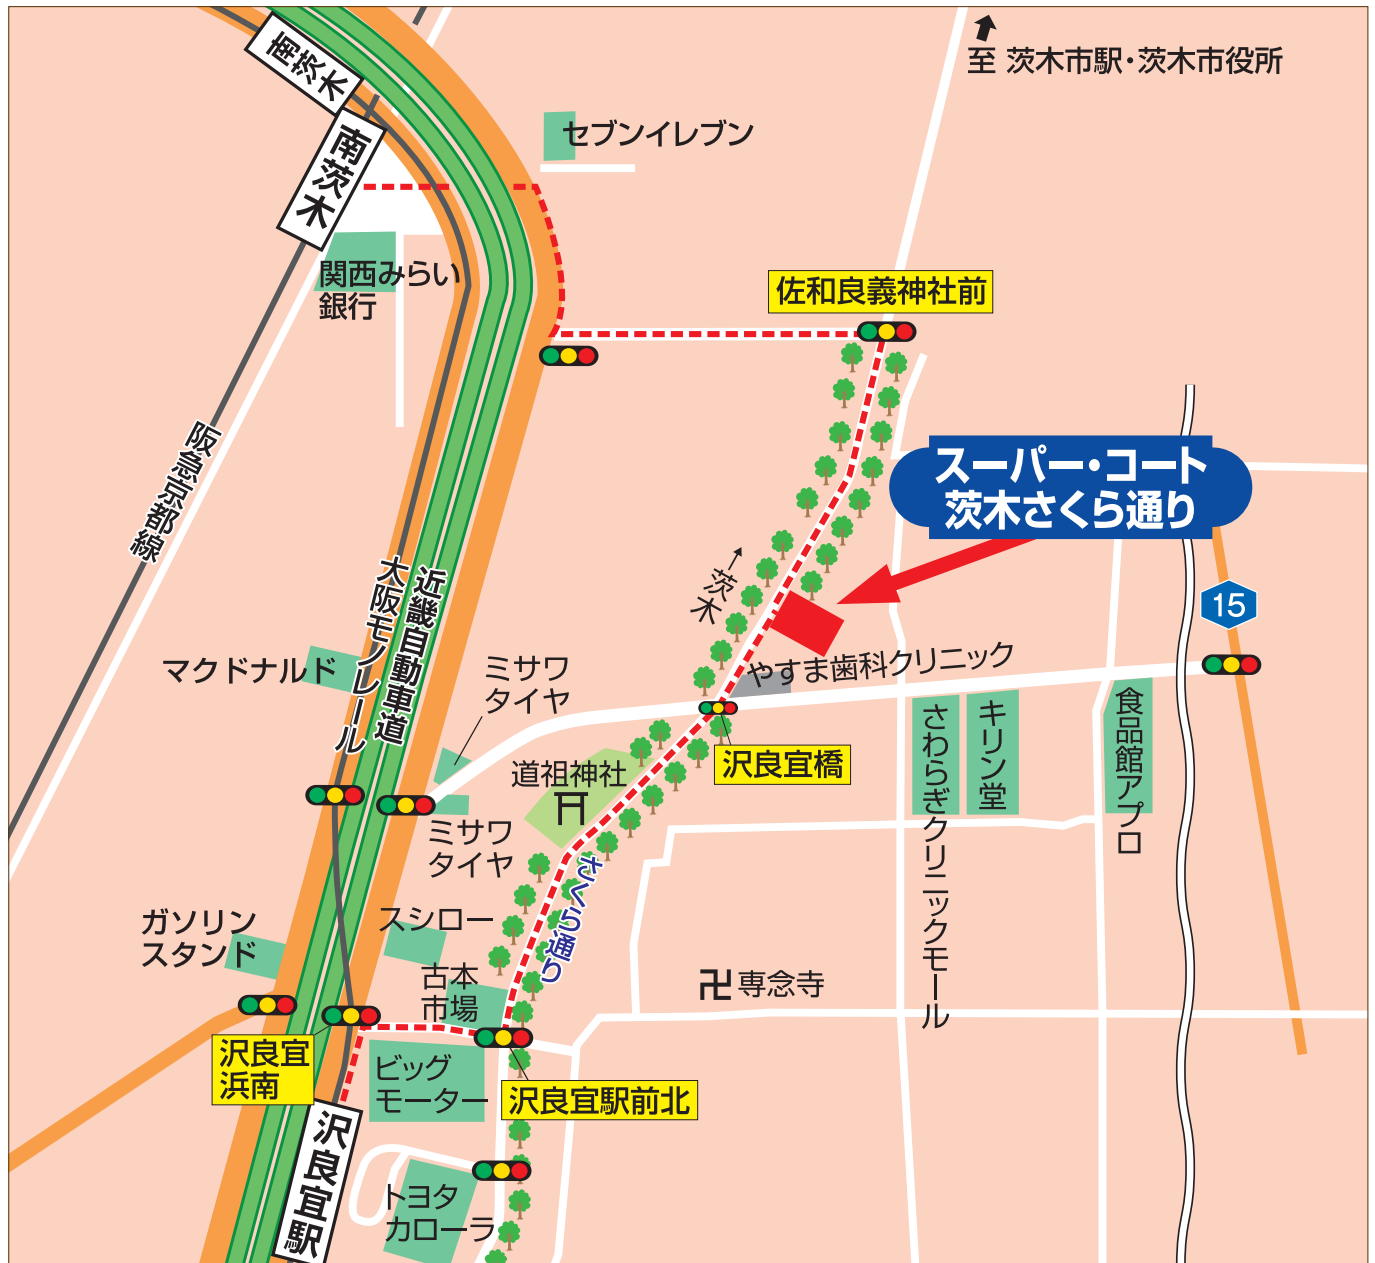 南茨木
南茨木
至 茨木市駅・茨木市役所
セブンイレブン
関西みらい
銀行
佐和良義神社前
阪急京都線
スーパー・コート
茨木さくら通り
茨木→
15
近畿自動車道
大阪モノレール
マクドナルド
ミサワ
タイヤ
やすま歯科クリニック
沢良宜橋
道祖神社
さわらぎクリニックモール
キリン堂
食品館アプロ
ミサワ
タイヤ
さくら通り
スシロー
ガソリン
スタンド
古本
市場
卍専念寺
沢良宜
浜南
ビッグ
モーター
沢良宜駅前北
沢良宜駅
トヨタ
カローラ